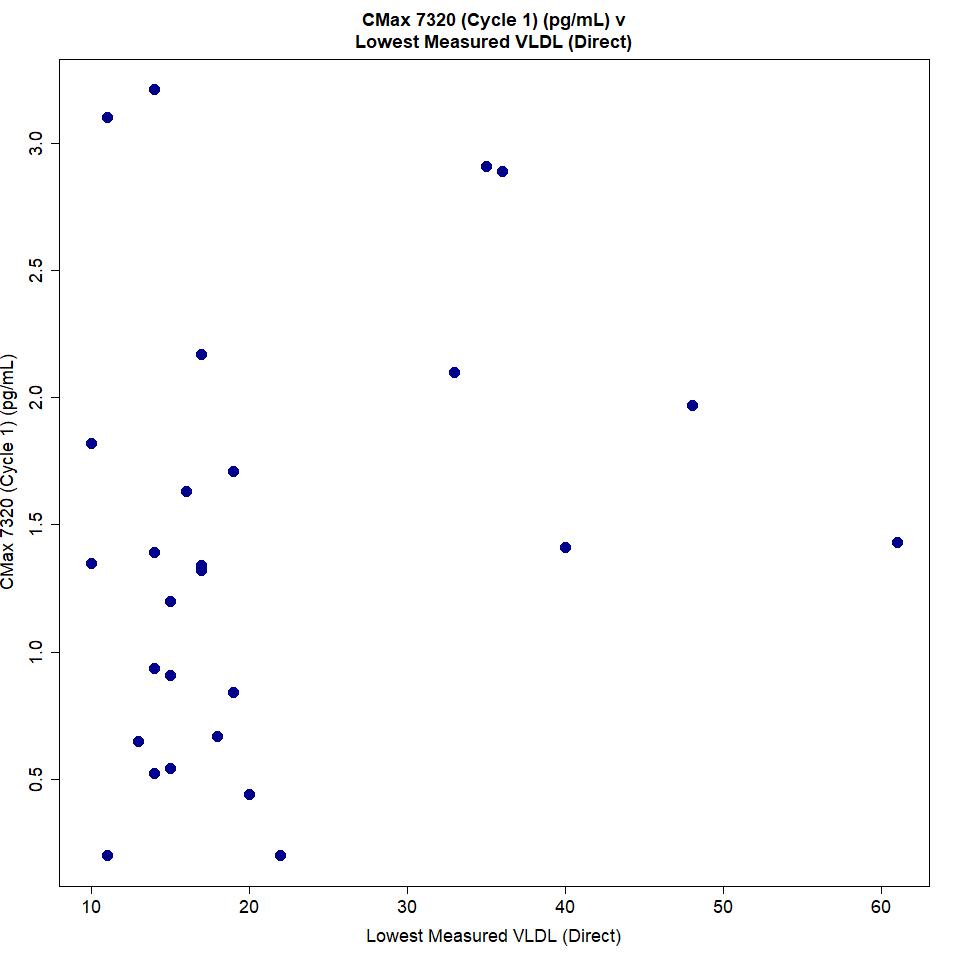 CMax 7320 (Cycle 1) (pg/mL) v
Lowest Measured VLDL (Direct)
CMax 7320 (Cycle 1) (pg/mL)
3.0
2.5
2.0
1.5
1.0
0.5
10 20 30 40 50 60
Lowest Measured VLDL (Direct)